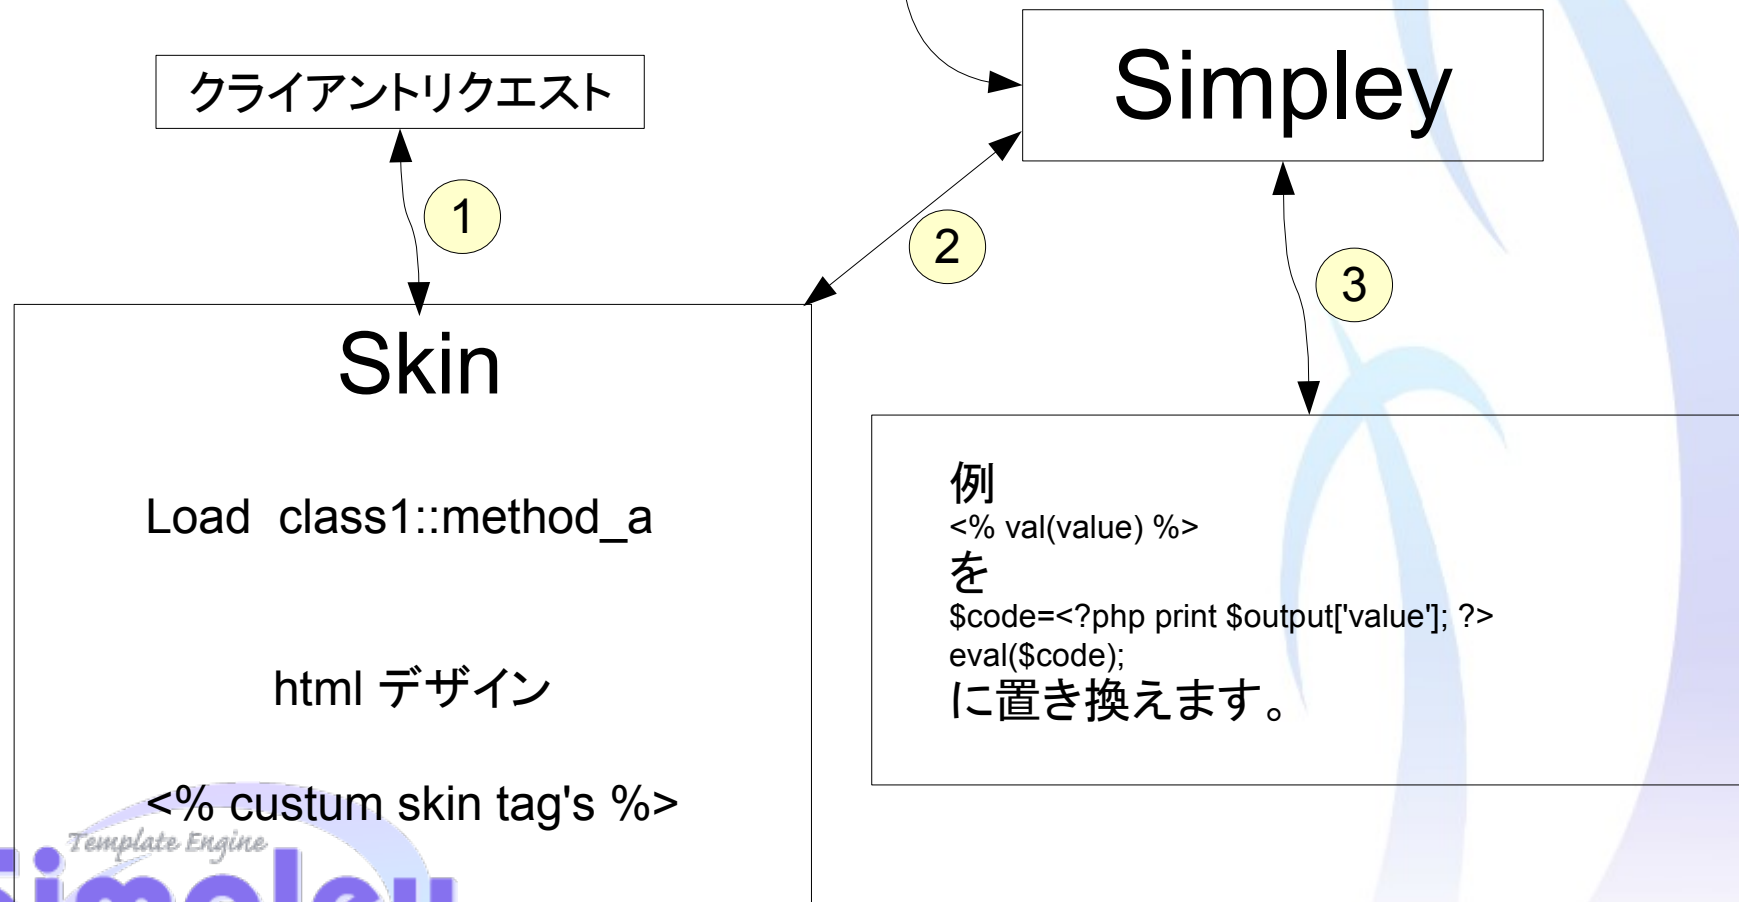 クライアントリクエスト
Simpley
1
2
3
Skin
Load class1::method_a
html デザイン
<% custum skin tag's %>
例
<% val(value) %>
を
$code=<?php print $output['value']; ?>
eval($code);
に置き換えます。
Template Engine
Simpley